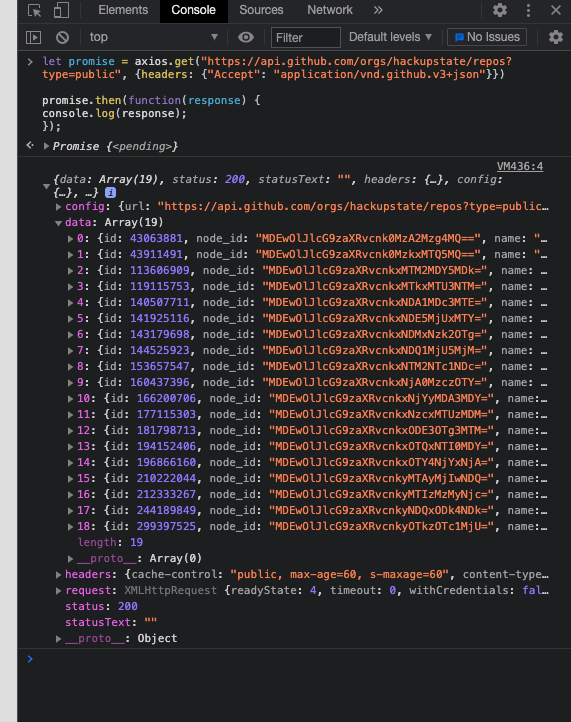 Elements Console Sources Network »
top Filter Default levels No Issues
let promise = axios.get("https://api.github.com/orgs/hackupstate/repos?
type=public", {headers: {"Accept": "application/vnd.github.v3+json"}})
promise.then(function(response) {
console.log(response);
});
Promise {<pending>}
VM436:4
{data: Array(19), status: 200, statusText: "", headers: {…}, config:
{…}, …} i
config: {url: "https://api.github.com/orgs/hackupstate/repos?type=public…
data: Array(19)
0: {id: 43063881, node_id: "MDEwOlJlcG9zaXRvcnk0MzA2Mzg4MQ==", name: "…
1: {id: 43911491, node_id: "MDEwOlJlcG9zaXRvcnk0MzkxMTQ5MQ==", name: "…
2: {id: 113606909, node_id: "MDEwOlJlcG9zaXRvcnkxMTM2MDY5MDk=", name: …
3: {id: 119115753, node_id: "MDEwOlJlcG9zaXRvcnkxMTkxMTU3NTM=", name: …
4: {id: 140507711, node_id: "MDEwOlJlcG9zaXRvcnkxNDA1MDc3MTE=", name: …
5: {id: 141925116, node_id: "MDEwOlJlcG9zaXRvcnkxNDE5MjUxMTY=", name: …
6: {id: 143179698, node_id: "MDEwOlJlcG9zaXRvcnkxNDMxNzk2OTg=", name: …
7: {id: 144525923, node_id: "MDEwOlJlcG9zaXRvcnkxNDQ1MjU5MjM=", name: …
8: {id: 153657547, node_id: "MDEwOlJlcG9zaXRvcnkxNTM2NTc1NDc=", name: …
9: {id: 160437396, node_id: "MDEwOlJlcG9zaXRvcnkxNjA0MzczOTY=", name: …
10: {id: 166200706, node_id: "MDEwOlJlcG9zaXRvcnkxNjYyMDA3MDY=", name:…
11: {id: 177115303, node_id: "MDEwOlJlcG9zaXRvcnkxNzcxMTUzMDM=", name:…
12: {id: 181798713, node_id: "MDEwOlJlcG9zaXRvcnkxODE3OTg3MTM=", name:…
13: {id: 194152406, node_id: "MDEwOlJlcG9zaXRvcnkxOTQxNTI0MDY=", name:…
14: {id: 196866160, node_id: "MDEwOlJlcG9zaXRvcnkxOTY4NjYxNjA=", name:…
15: {id: 210222044, node_id: "MDEwOlJlcG9zaXRvcnkyMTAyMjIwNDQ=", name:…
16: {id: 212333267, node_id: "MDEwOlJlcG9zaXRvcnkyMTIzMzMyNjc=", name:…
17: {id: 244189849, node_id: "MDEwOlJlcG9zaXRvcnkyNDQxODk4NDk=", name:…
18: {id: 299397525, node_id: "MDEwOlJlcG9zaXRvcnkyOTkzOTc1MjU=", name:…
length: 19
__proto__: Array(0)
headers: {cache-control: "public, max-age=60, s-maxage=60", content-type…
request: XMLHttpRequest {readyState: 4, timeout: 0, withCredentials: fal…
status: 200
statusText: ""
__proto__: Object